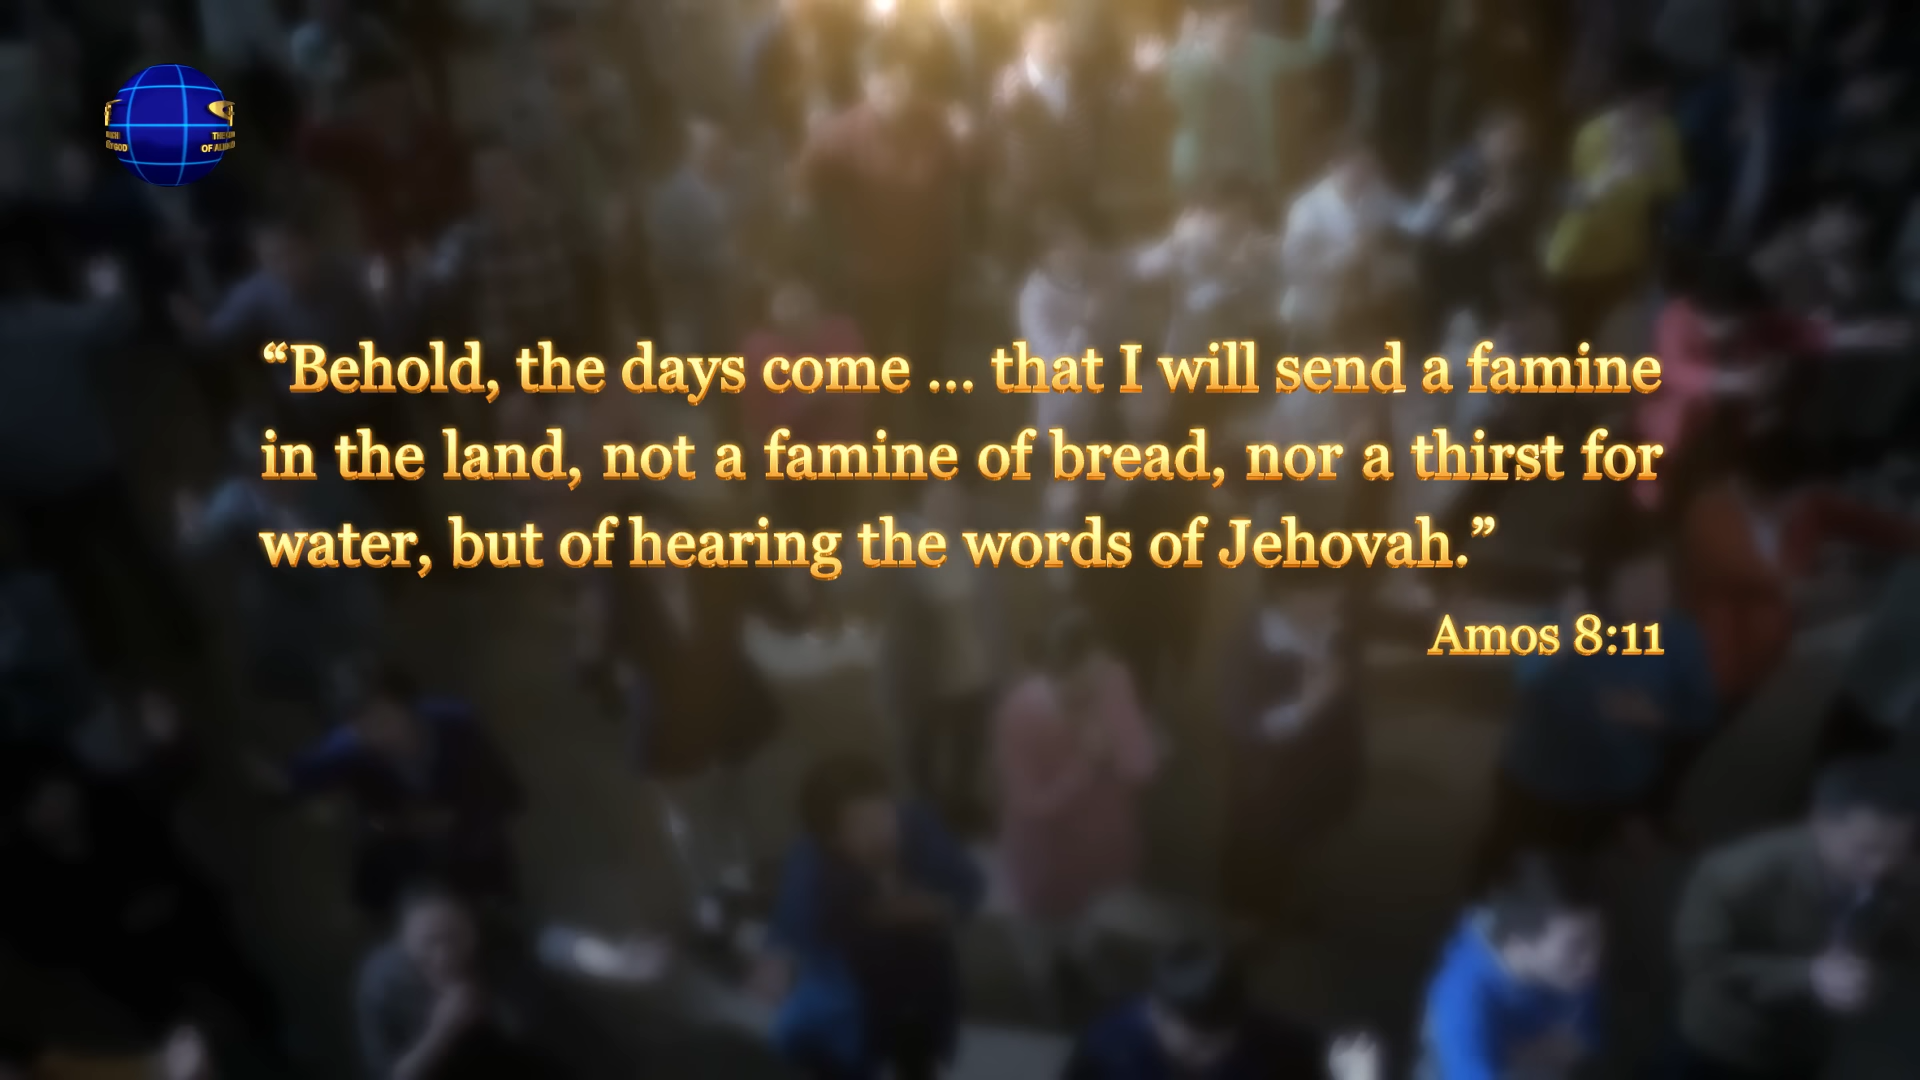 “Behold, the days come ... that I will send a famine
in the land, not a famine of bread, nor a thirst for
water, but of hearing the words of Jehovah.”
Amos 8:11